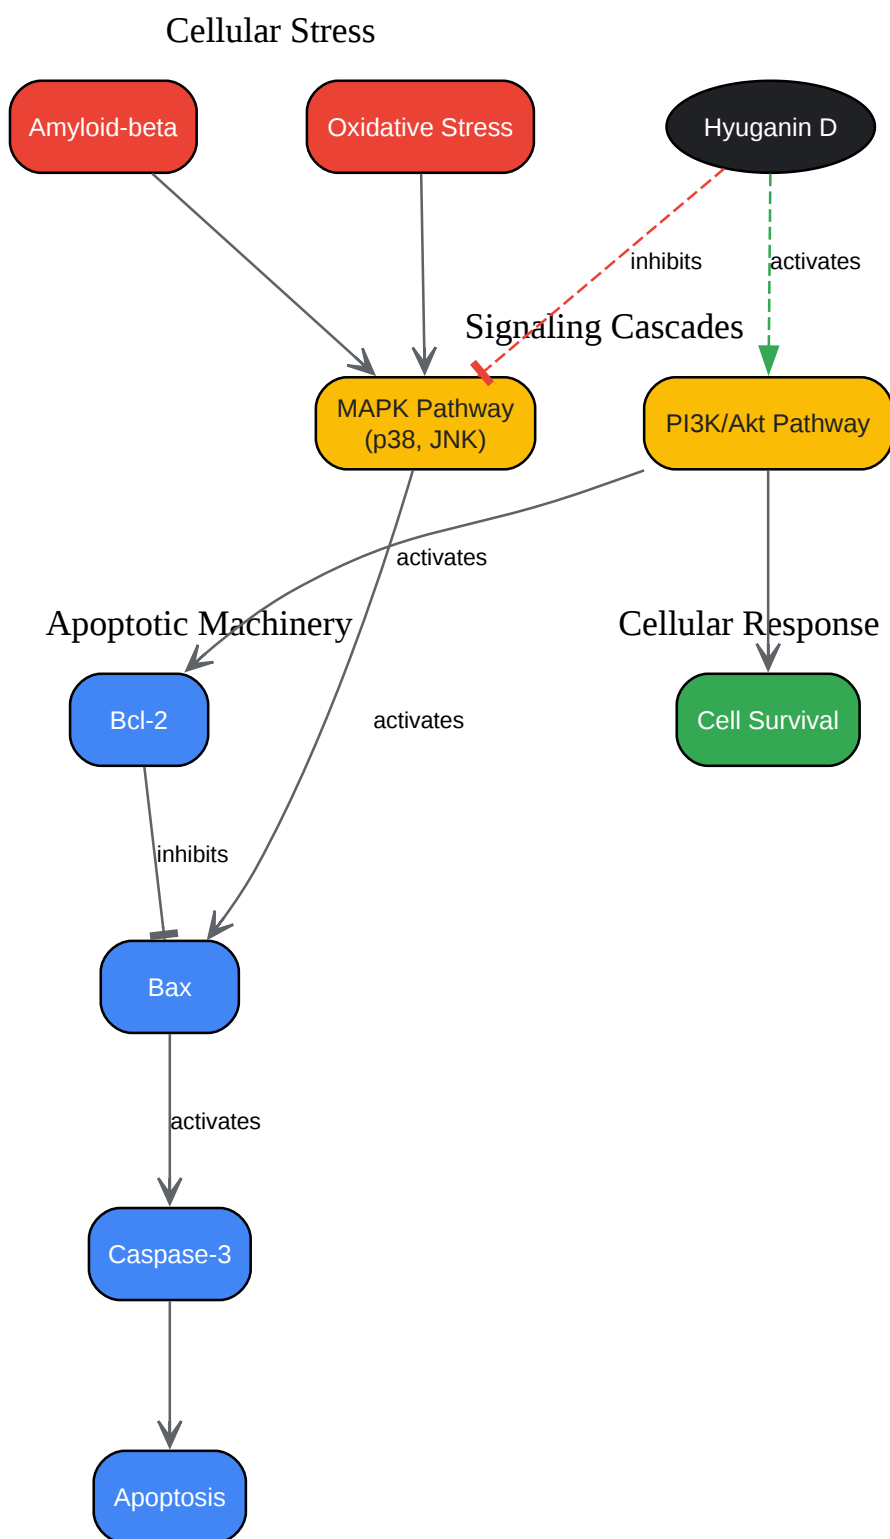 Cellular Stress
Amyloid-beta
Oxidative Stress
Hyuganin D
inhibits
activates
Signaling Cascades
MAPK Pathway
(p38, JNK)
PI3K/Akt Pathway
activates
Apoptotic Machinery
Cellular Response
Bcl-2
activates
Cell Survival
inhibits
Bax
activates
Caspase-3
Apoptosis